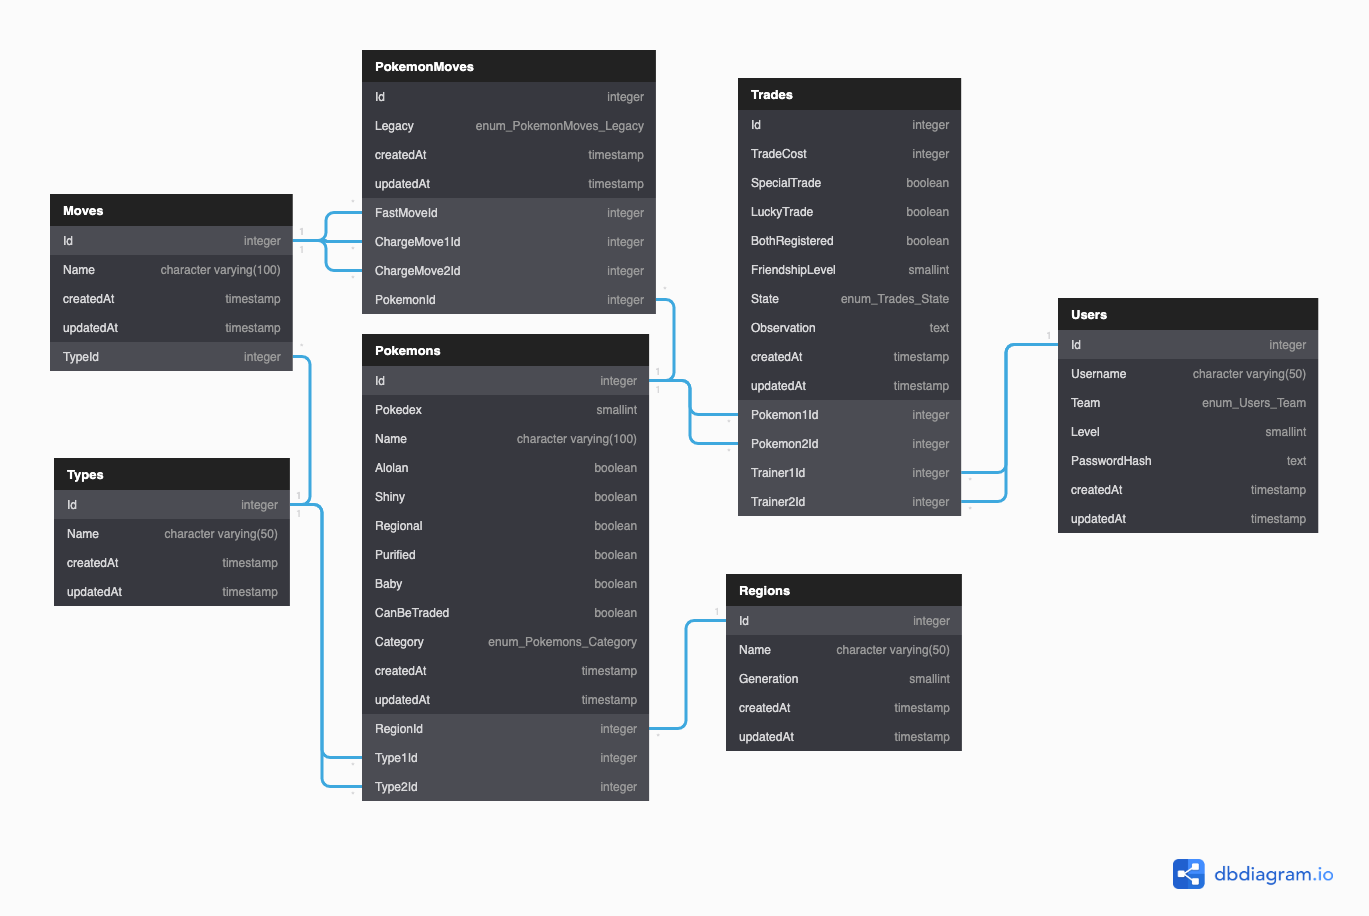 PokemonMoves
Id integer
Legacy enum_PokemonMoves_Legacy
createdAt timestamp
updatedAt timestamp
FastMoveId integer
ChargeMove1Id integer
ChargeMove2Id integer
PokemonId integer
Trades
Id integer
TradeCost integer
SpecialTrade boolean
LuckyTrade boolean
BothRegistered boolean
FriendshipLevel smallint
State enum_Trades_State
Observation text
createdAt timestamp
updatedAt timestamp
Pokemon1Id integer
Pokemon2Id integer
Trainer1Id integer
Trainer2Id integer
Moves
Id integer
Name character varying(100)
createdAt timestamp
updatedAt timestamp
TypeId integer
* 
1
1
*
*
*
Users
Id integer
Username character varying(50)
Team enum_Users_Team
Level smallint
PasswordHash text
createdAt timestamp
updatedAt timestamp
1
*
*
Pokemons
Id integer
Pokedex smallint
Name character varying(100)
Alolan boolean
Shiny boolean
Regional boolean
Purified boolean
Baby boolean
CanBeTraded boolean
Category enum_Pokemons_Category
createdAt timestamp
updatedAt timestamp
RegionId integer
Type1Id integer
Type2Id integer
*
1
1
*
*
Types
Id integer
Name character varying(50)
createdAt timestamp
updatedAt timestamp
1
1
*
*
Regions
Id integer
Name character varying(50)
Generation smallint
createdAt timestamp
updatedAt timestamp
1
*
dbdiagram.io